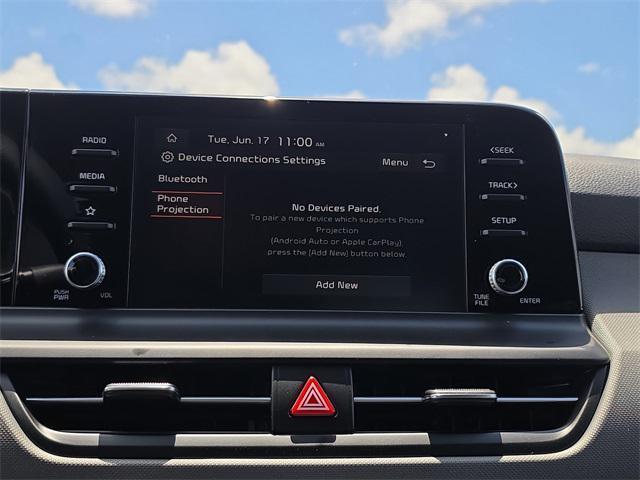 RADIO
MEDIA
PUSH
PWR
VOL
Tue, Jun. 17 11:00 AM
Device Connections Settings
Menu
Bluetooth
Phone
Projection
No Devices Paired.
To pair a new device which supports Phone
Projection
(Android Auto or Apple CarPlay),
press the [Add New] button below.
Add New
<SEEK
TRACK>
SETUP
TUNE
FILE
ENTER